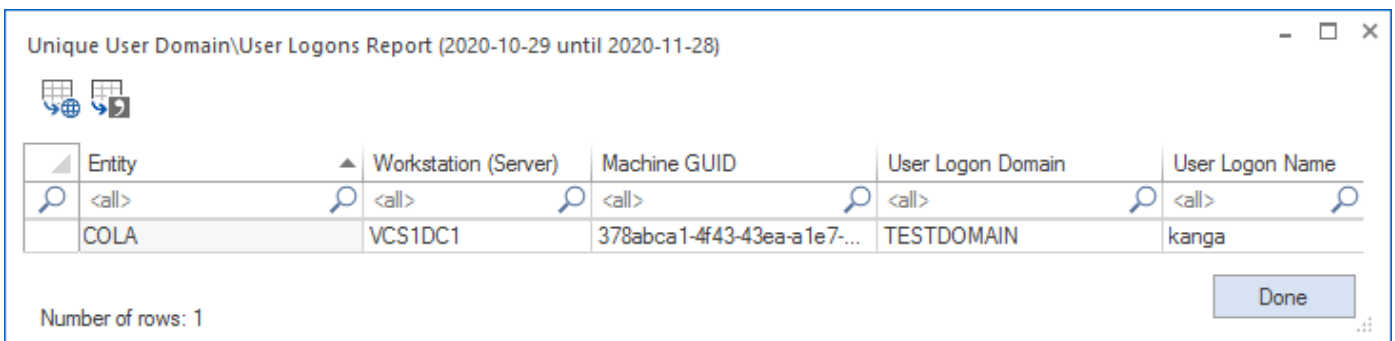 Unique User Domain\User Logons Report (2020-10-29 until 2020-11-28)
Entity Workstation (Server) Machine GUID User Logon Domain User Logon Name
<all> <all> <all> <all> <all>
COLA VCS1DC1 378abca1-4f43-43ea-a1e7-... TESTDOMAIN kanga
Done
Number of rows: 1